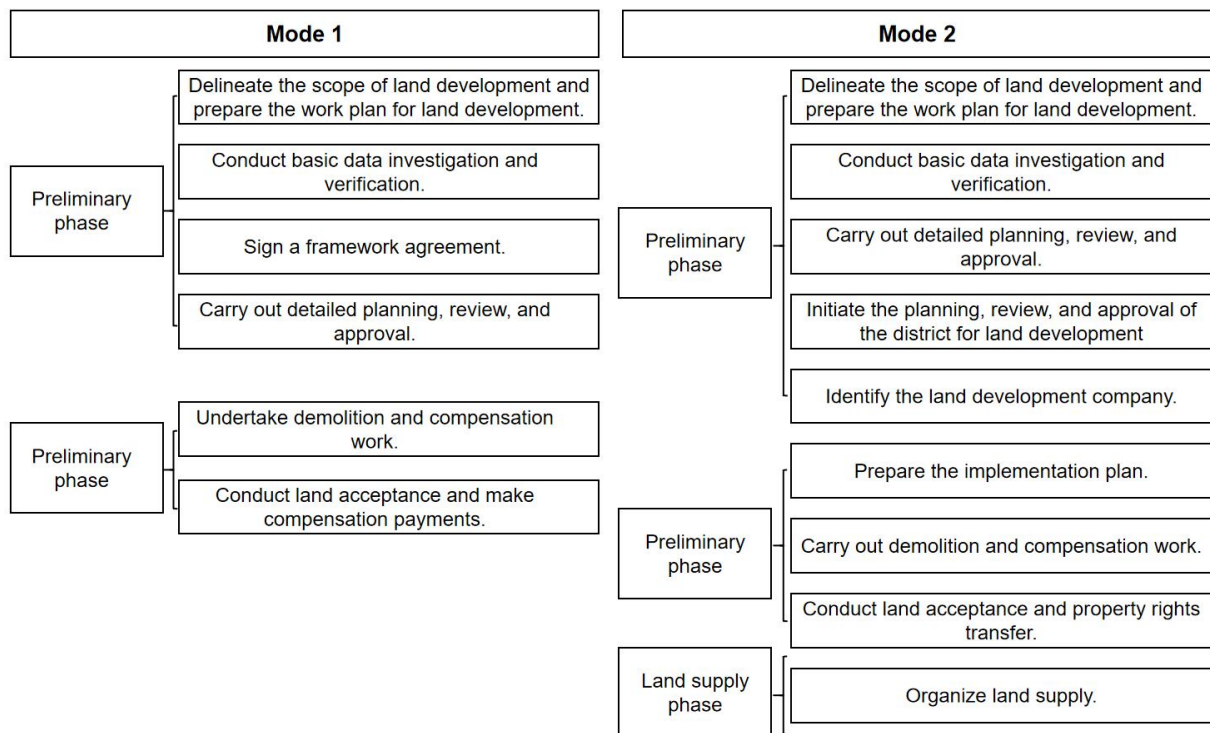 Mode 1
Preliminary
phase
Delineate the scope of land development and
prepare the work plan for land development.
Conduct basic data investigation and
verification.
Sign a framework agreement.
Carry out detailed planning, review, and
approval.
Preliminary
phase
Undertake demolition and compensation
work.
Conduct land acceptance and make
compensation payments.
Mode 2
Preliminary
phase
Delineate the scope of land development and
prepare the work plan for land development.
Conduct basic data investigation and
verification.
Carry out detailed planning, review, and
approval.
Initiate the planning, review, and approval of
the district for land development
Identify the land development company.
Preliminary
phase
Prepare the implementation plan.
Carry out demolition and compensation work.
Conduct land acceptance and property rights
transfer.
Land supply
phase
Organize land supply.